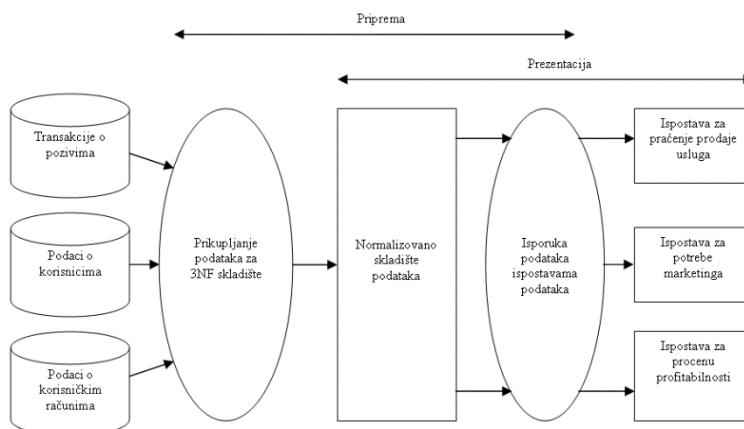 Priprema
Prezentacija
Transakcije o
pozivima
Podaci o
korisnicima
Podaci o
korisničkim
računima
Prikupljanje
podataka za
3NF skladište
Normalizovano
skladište
podataka
Isporuka
podataka
ispostavama
podataka
Ispostava za
praćenje prodaje
usluga
Ispostava za
potrebe
marketinga
Ispostava za
procenu
profitabilnosti